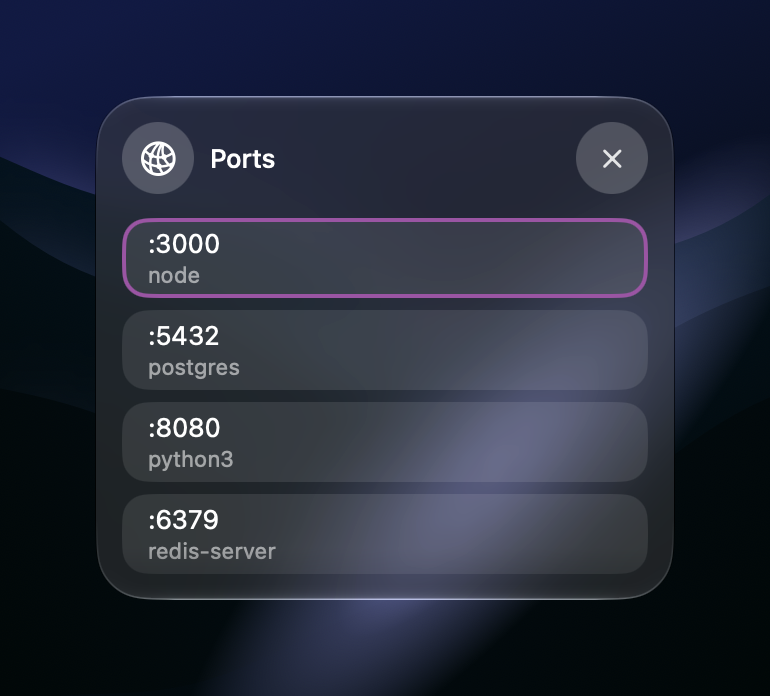 Ports
:3000
node
:5432
postgres
:8080
python3
:6379
redis-server